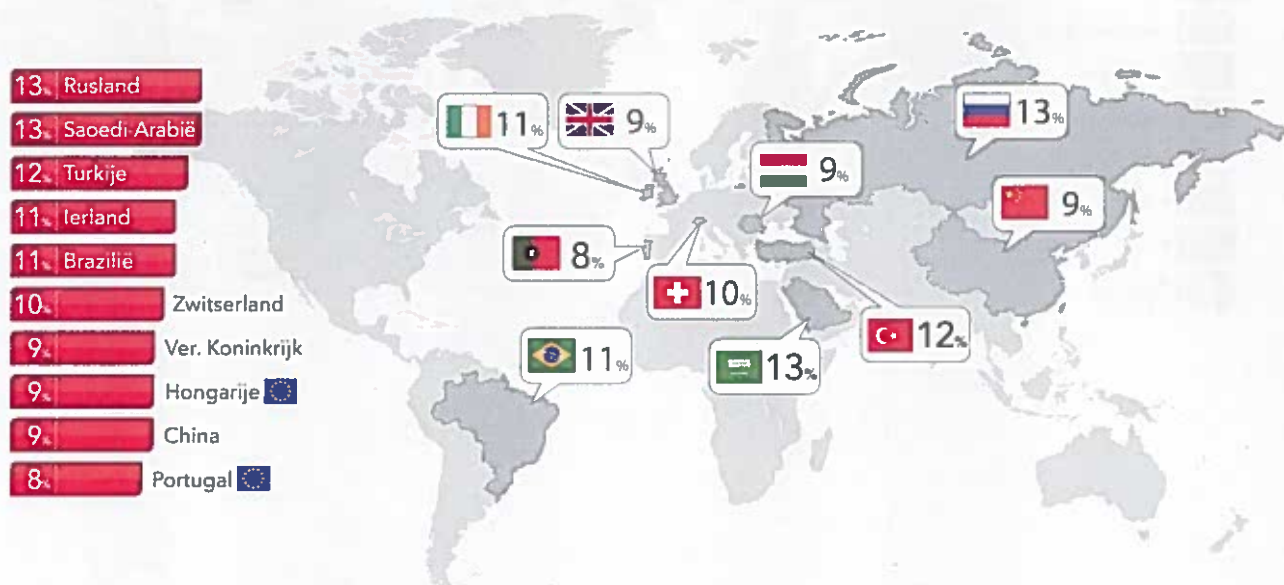 13% Rusland
13% Saoedi-Arabië
12% Turkije
11% Ierland
11% Brazilië
10% Zwitserland
9% Ver. Koninkrijk
9% Hongarije
9% China
8% Portugal
11%
9%
13%
9%
9%
8%
10%
12%
11%
13%